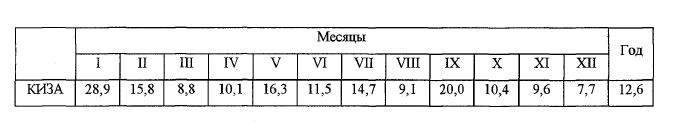 Месяцы Год
I II III IV V VI VII VIII IX X XI XII
КИЗА 28,9 15,8 8,8 10,1 16,3 11,5 14,7 9,1 20,0 10,4 9,6 7,7 12,6